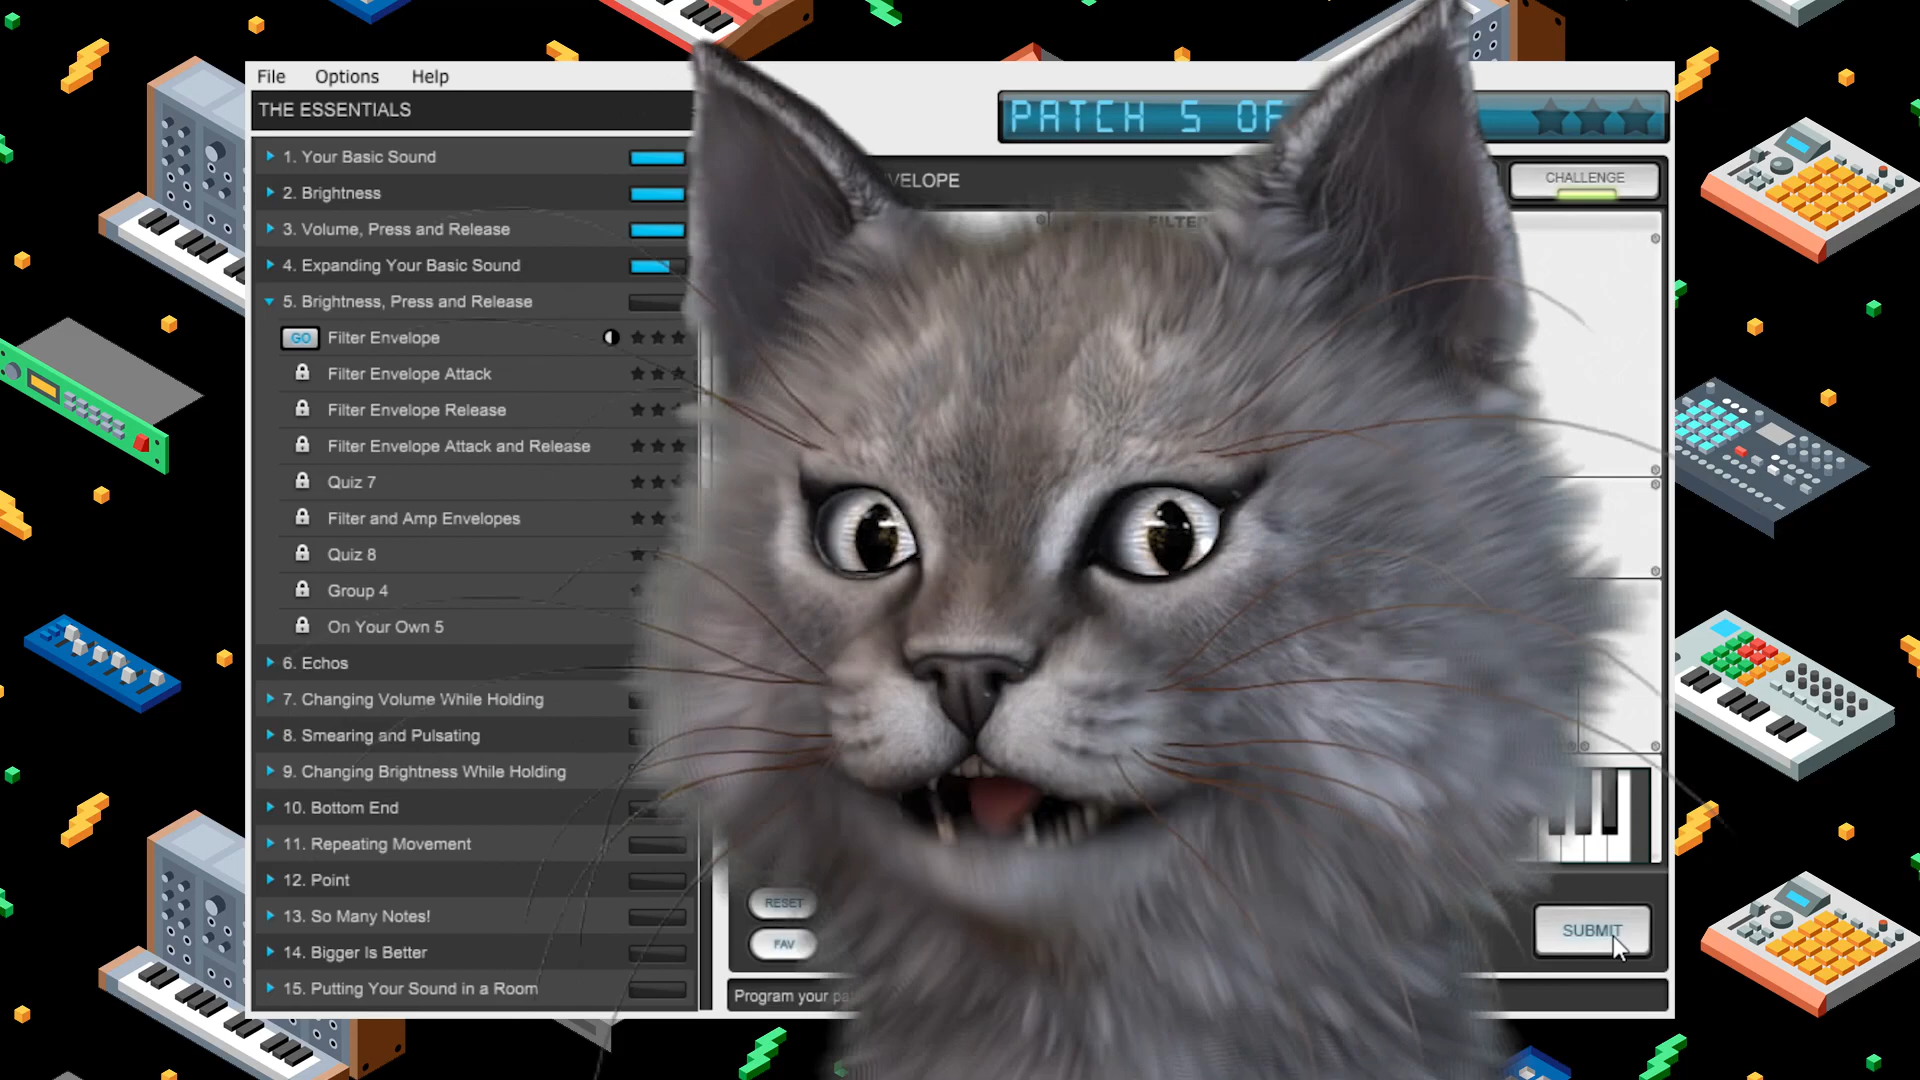 File Options Help
THE ESSENTIALS
PATCH 5 OF
1. Your Basic Sound
2. Brightness
3. Volume, Press and Release
4. Expanding Your Basic Sound
5. Brightness, Press and Release
GO Filter Envelope
Filter Envelope Attack
Filter Envelope Release
Filter Envelope Attack and Release
Quiz 7
Filter and Amp Envelopes
Quiz 8
Group 4
On Your Own 5
6. Echos
7. Changing Volume While Holding
8. Smearing and Pulsating
9. Changing Brightness While Holding
10. Bottom End
11. Repeating Movement
12. Point
13. So Many Notes!
14. Bigger Is Better
15. Putting Your Sound in a Room
VELOPE
CHALLENGE
FILTER
RESET
FAV
SUBMIT
Program your